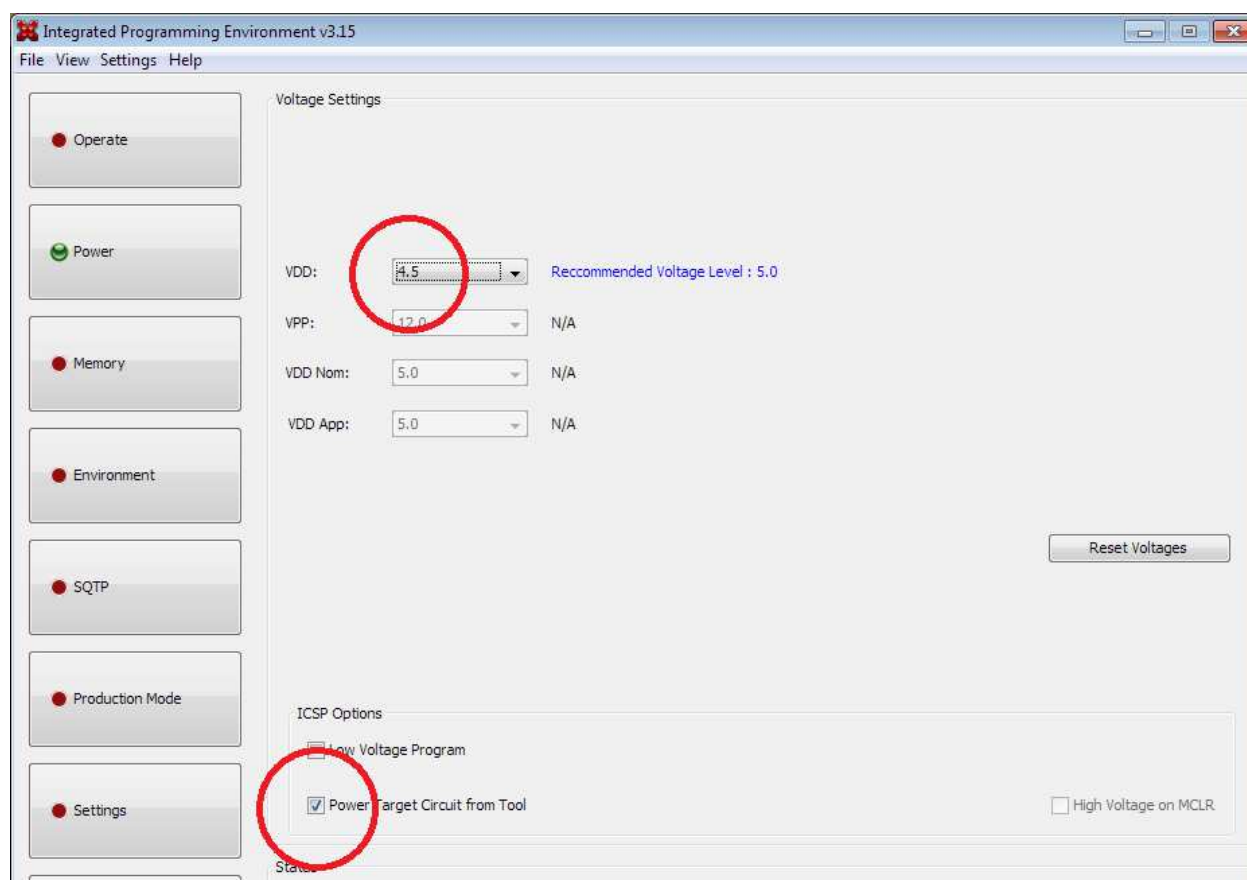 Integrated Programming Environment v3.15
File View Settings Help
Operate
Power
Memory
Environment
SQTP
Production Mode
Settings
Voltage Settings
VDD: 4.5 Reccommended Voltage Level : 5.0
VPP: 12.0 N/A
VDD Nom: 5.0 N/A
VDD App: 5.0 N/A
Reset Voltages
ICSP Options
Low Voltage Program
Power Target Circuit from Tool High Voltage on MCLR
Status